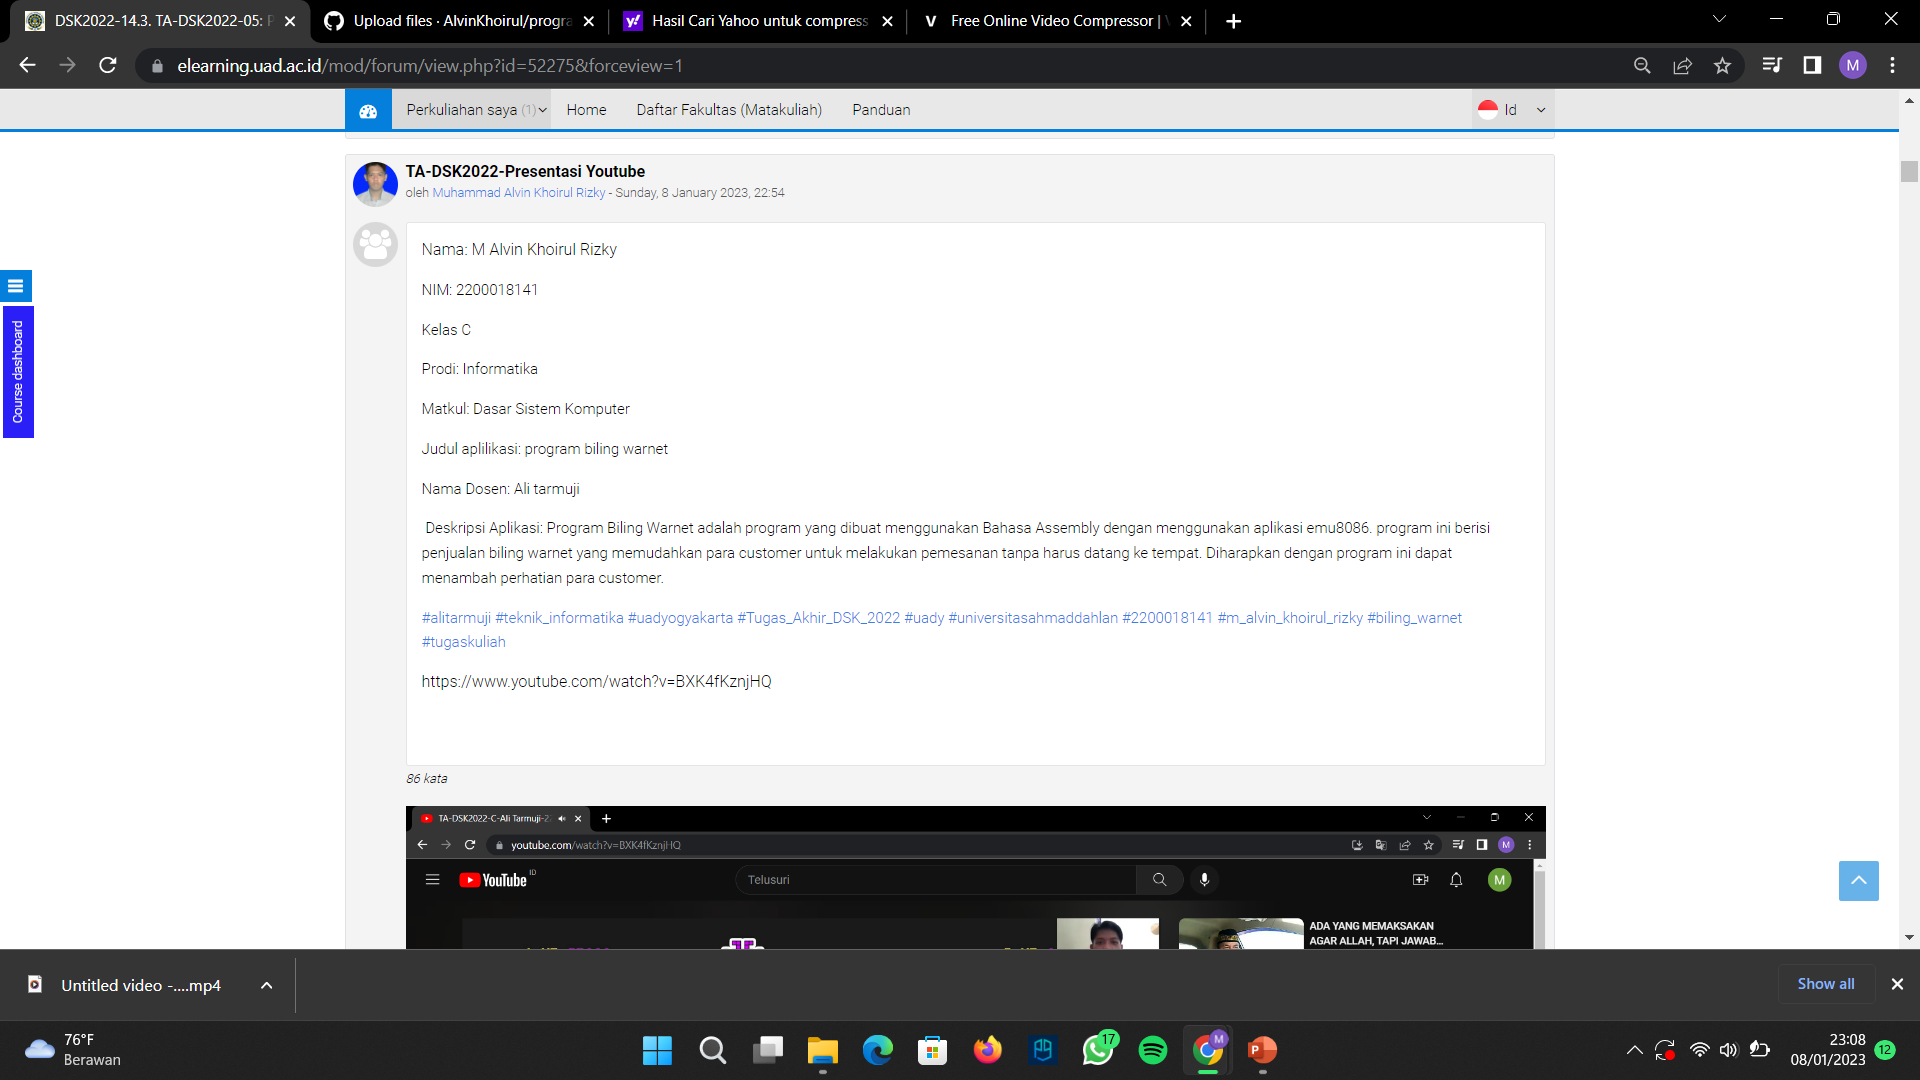 DSK2022-14.3. TA-DSK2022-05: P
Upload files · AlvinKhoirul/progra
Hasil Cari Yahoo untuk compress
Free Online Video Compressor | V
elearning.uad.ac.id/mod/forum/view.php?id=52275&forceview=1
M
Perkuliahan saya (1)
Home
Daftar Fakultas (Matakuliah)
Panduan
Id
TA-DSK2022-Presentasi Youtube
oleh Muhammad Alvin Khoirul Rizky - Sunday, 8 January 2023, 22:54
Nama: M Alvin Khoirul Rizky
NIM: 2200018141
Kelas C
Prodi: Informatika
Matkul: Dasar Sistem Komputer
Judul aplilikasi: program biling warnet
Nama Dosen: Ali tarmuji
Deskripsi Aplikasi: Program Biling Warnet adalah program yang dibuat menggunakan Bahasa Assembly dengan menggunakan aplikasi emu8086. program ini berisi
penjualan biling warnet yang memudahkan para customer untuk melakukan pemesanan tanpa harus datang ke tempat. Diharapkan dengan program ini dapat
menambah perhatian para customer.
#alitarmuji #teknik_informatika #uadyogyakarta #Tugas_Akhir_DSK_2022 #uady #universitasahmaddahlan #2200018141 #m_alvin_khoirul_rizky #biling_warnet
#tugaskuliah
https://www.youtube.com/watch?v=BXK4fKznjHQ
86 kata
Course dashboard
TA-DSK2022-C-Ali Tarmuji-2
youtube.com/watch?v=BXK4fKznjHQ
M
YouTube ID
Telusuri
M
ADA YANG MEMAKSAKAN
AGAR ALLAH, TAPI JAWAB...
Untitled video -....mp4
Show all
76°F
Berawan
17
M
23:08
08/01/2023
12